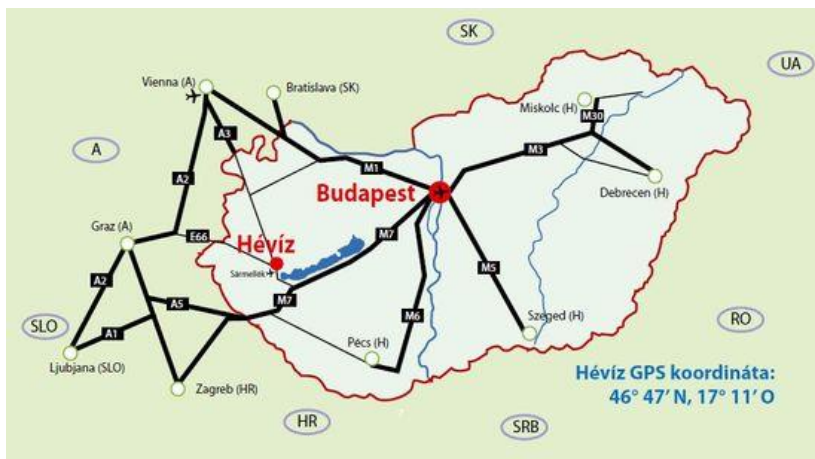 SK
UA
Vienna (A)
Bratislava (SK)
Miskolc (H)
M30
A3
A
M1
M3
A2
Budapest
Debrecen (H)
Graz (A)
E66
Hévíz
M7
Sármellék
M5
A2
A5
M7
M6
SLO
A1
Szeged (H)
RO
Pécs (H)
Ljubjana (SLO)
Zagreb (HR)
Hévíz GPS koordináta:
46° 47′ N, 17° 11′ O
HR
SRB